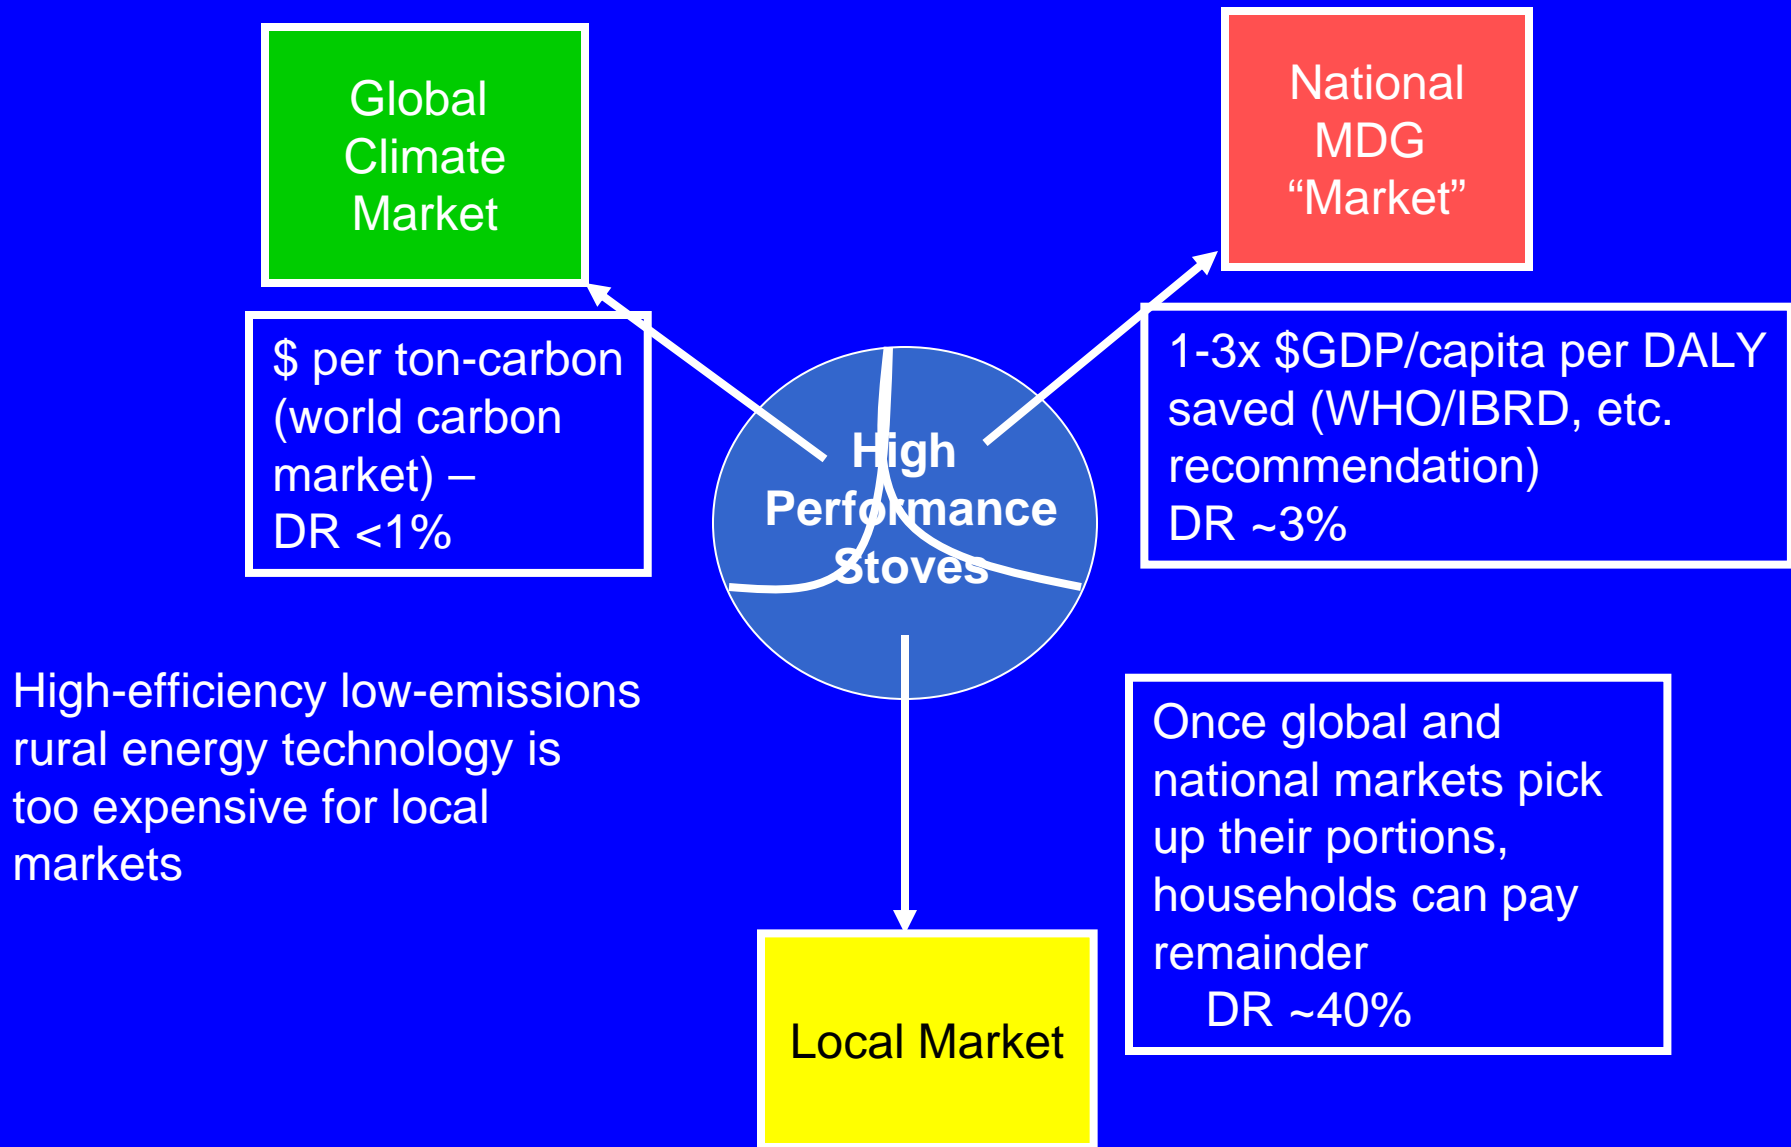 Global
Climate
Market
National
MDG
“Market”
$ per ton-carbon
(world carbon
market) –
DR <1%
1-3x $GDP/capita per DALY
saved (WHO/IBRD, etc.
recommendation)
DR ~3%
High
Performance
Stoves
High-efficiency low-emissions
rural energy technology is
too expensive for local
markets
Once global and
national markets pick
up their portions,
households can pay
remainder
DR ~40%
Local Market